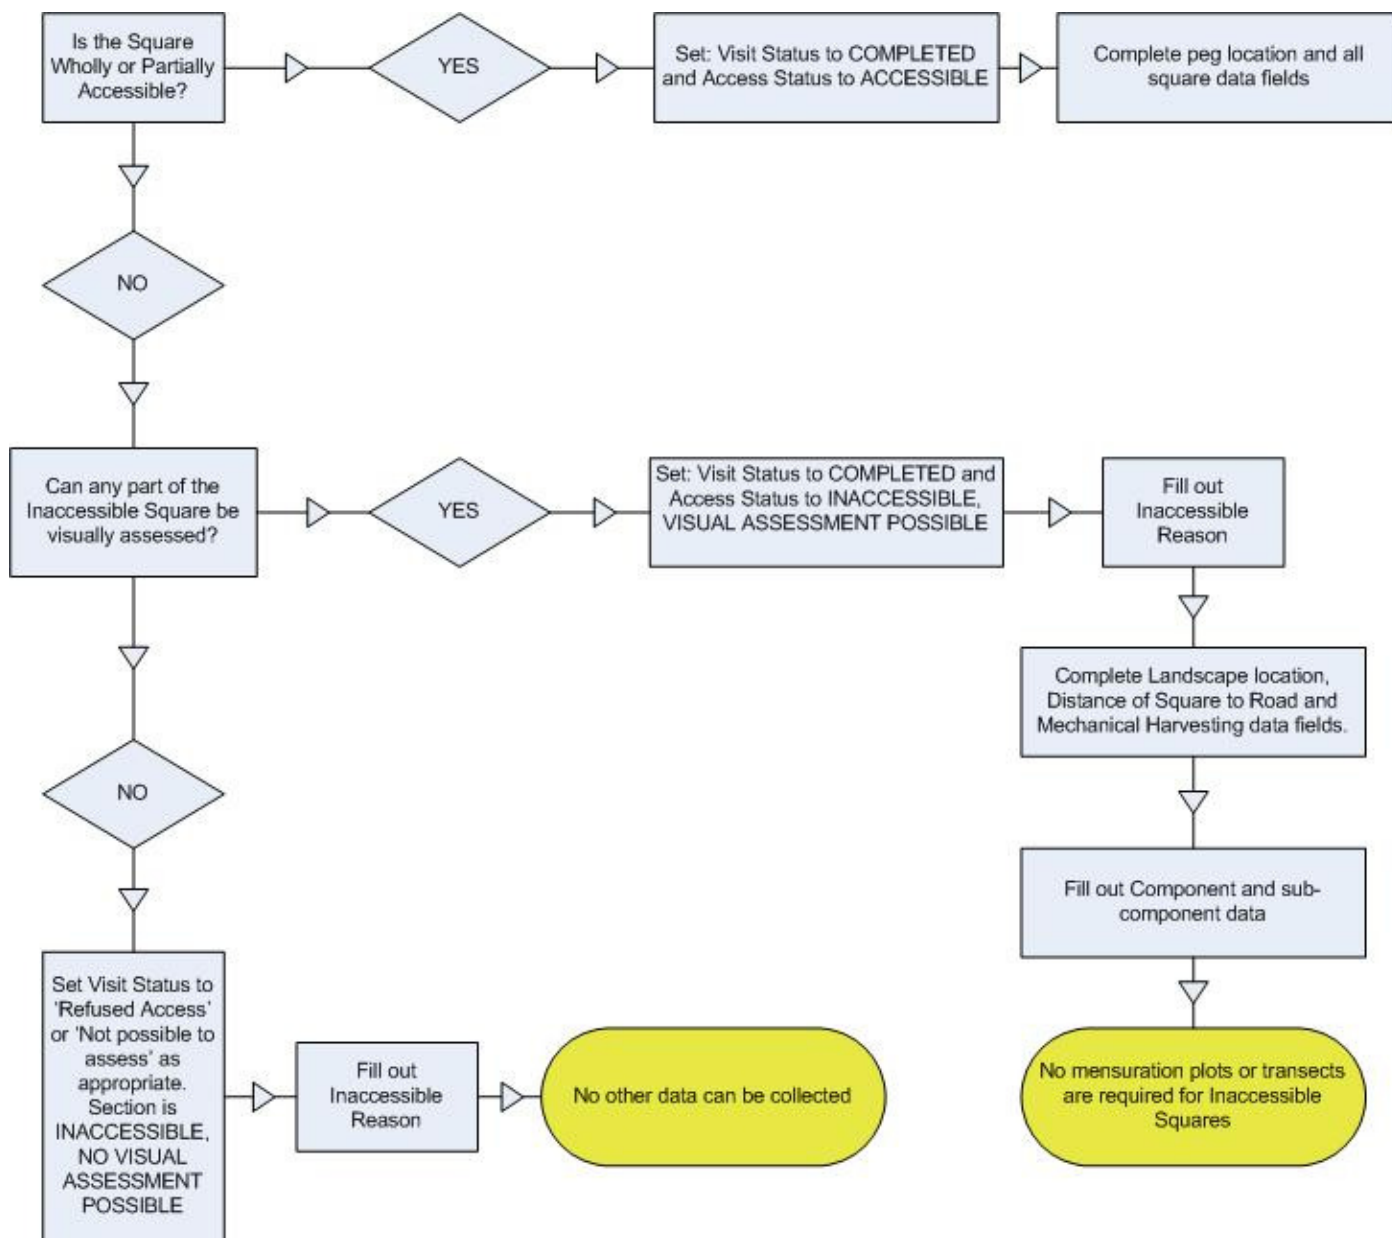 Is the Square
Wholly or Partially
Accessible?
YES
Set: Visit Status to COMPLETED
and Access Status to ACCESSIBLE
Complete peg location and all
square data fields
NO
Can any part of the
Inaccessible Square be
visually assessed?
YES
Set: Visit Status to COMPLETED and
Access Status to INACCESSIBLE,
VISUAL ASSESSMENT POSSIBLE
Fill out
Inaccessible
Reason
Complete Landscape location,
Distance of Square to Road and
Mechanical Harvesting data fields.
NO
Fill out Component and sub-
component data
Set Visit Status to
'Refused Access'
or 'Not possible to
assess' as
appropriate.
Section is
INACCESSIBLE,
NO VISUAL
ASSESSMENT
POSSIBLE
Fill out
Inaccessible
Reason
No other data can be collected
No mensuration plots or transects
are required for Inaccessible
Squares